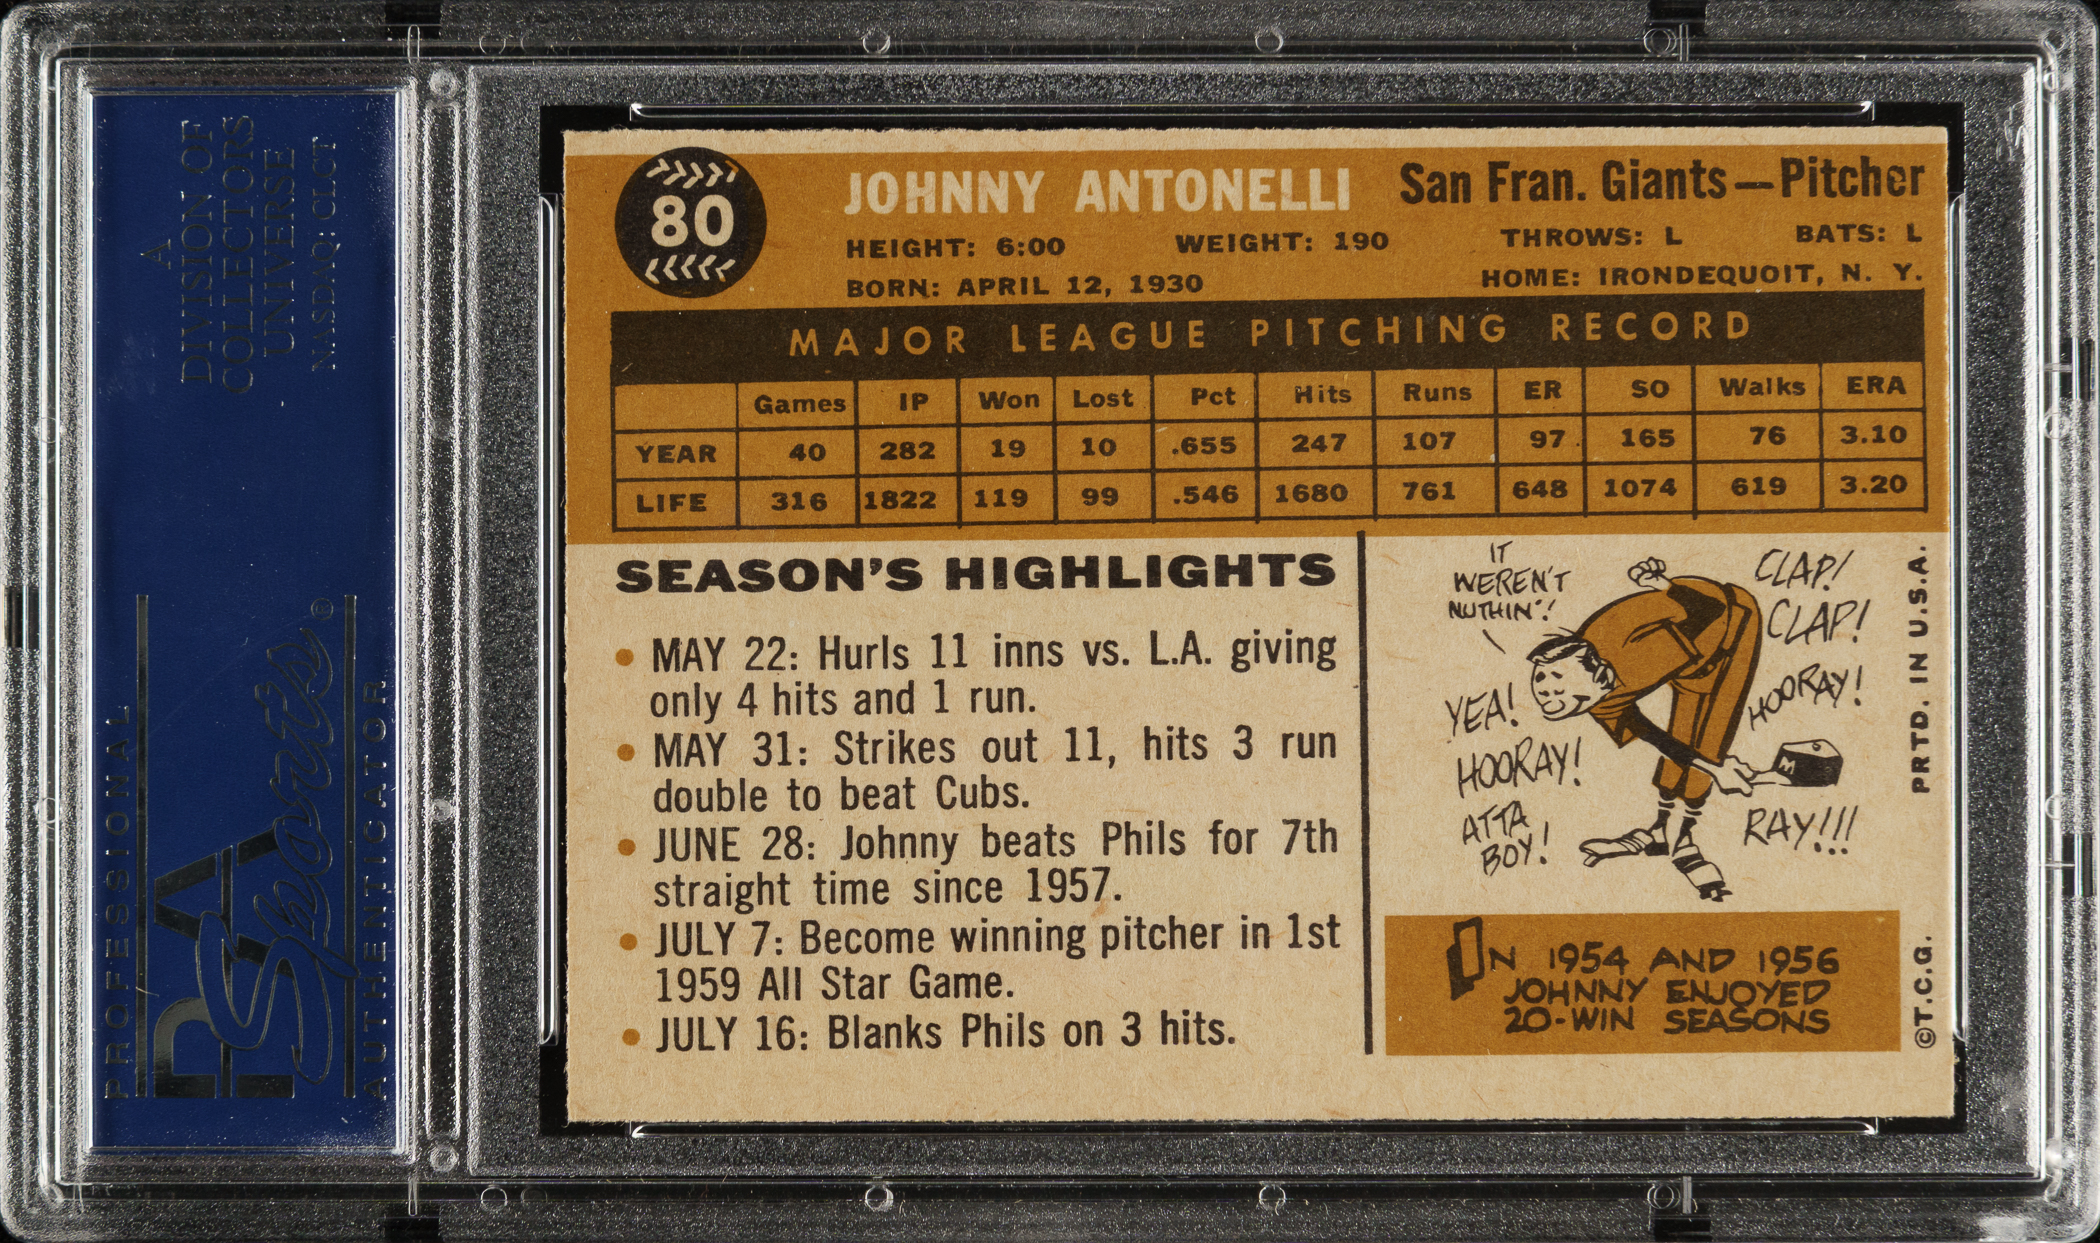 A
DIVISION OF
COLLECTORS
UNIVERSE
NASDAQ: CLCT
PROFESSIONAL
PSA
Sports®
AUTHENTICATOR
80
JOHNNY ANTONELLI
San Fran. Giants—Pitcher
HEIGHT: 6:00 WEIGHT: 190 THROWS: L BATS: L
BORN: APRIL 12, 1930 HOME: IRONDEQUOIT, N. Y.
MAJOR LEAGUE PITCHING RECORD
Games IP Won Lost Pct Hits Runs ER SO Walks ERA
YEAR 40 282 19 10 .655 247 107 97 165 76 3.10
LIFE 316 1822 119 99 .546 1680 761 648 1074 619 3.20
SEASON'S HIGHLIGHTS
• MAY 22: Hurls 11 inns vs. L.A. giving
only 4 hits and 1 run.
• MAY 31: Strikes out 11, hits 3 run
double to beat Cubs.
• JUNE 28: Johnny beats Phils for 7th
straight time since 1957.
• JULY 7: Become winning pitcher in 1st
1959 All Star Game.
• JULY 16: Blanks Phils on 3 hits.
IT
WEREN'T
NUTHIN'!
CLAP!
CLAP!
HOORAY!
YEA!
HOORAY!
ATTA
BOY!
RAY!!!
IN 1954 AND 1956
JOHNNY ENJOYED
20-WIN SEASONS
PRTD. IN U.S.A.
©T.C.G.